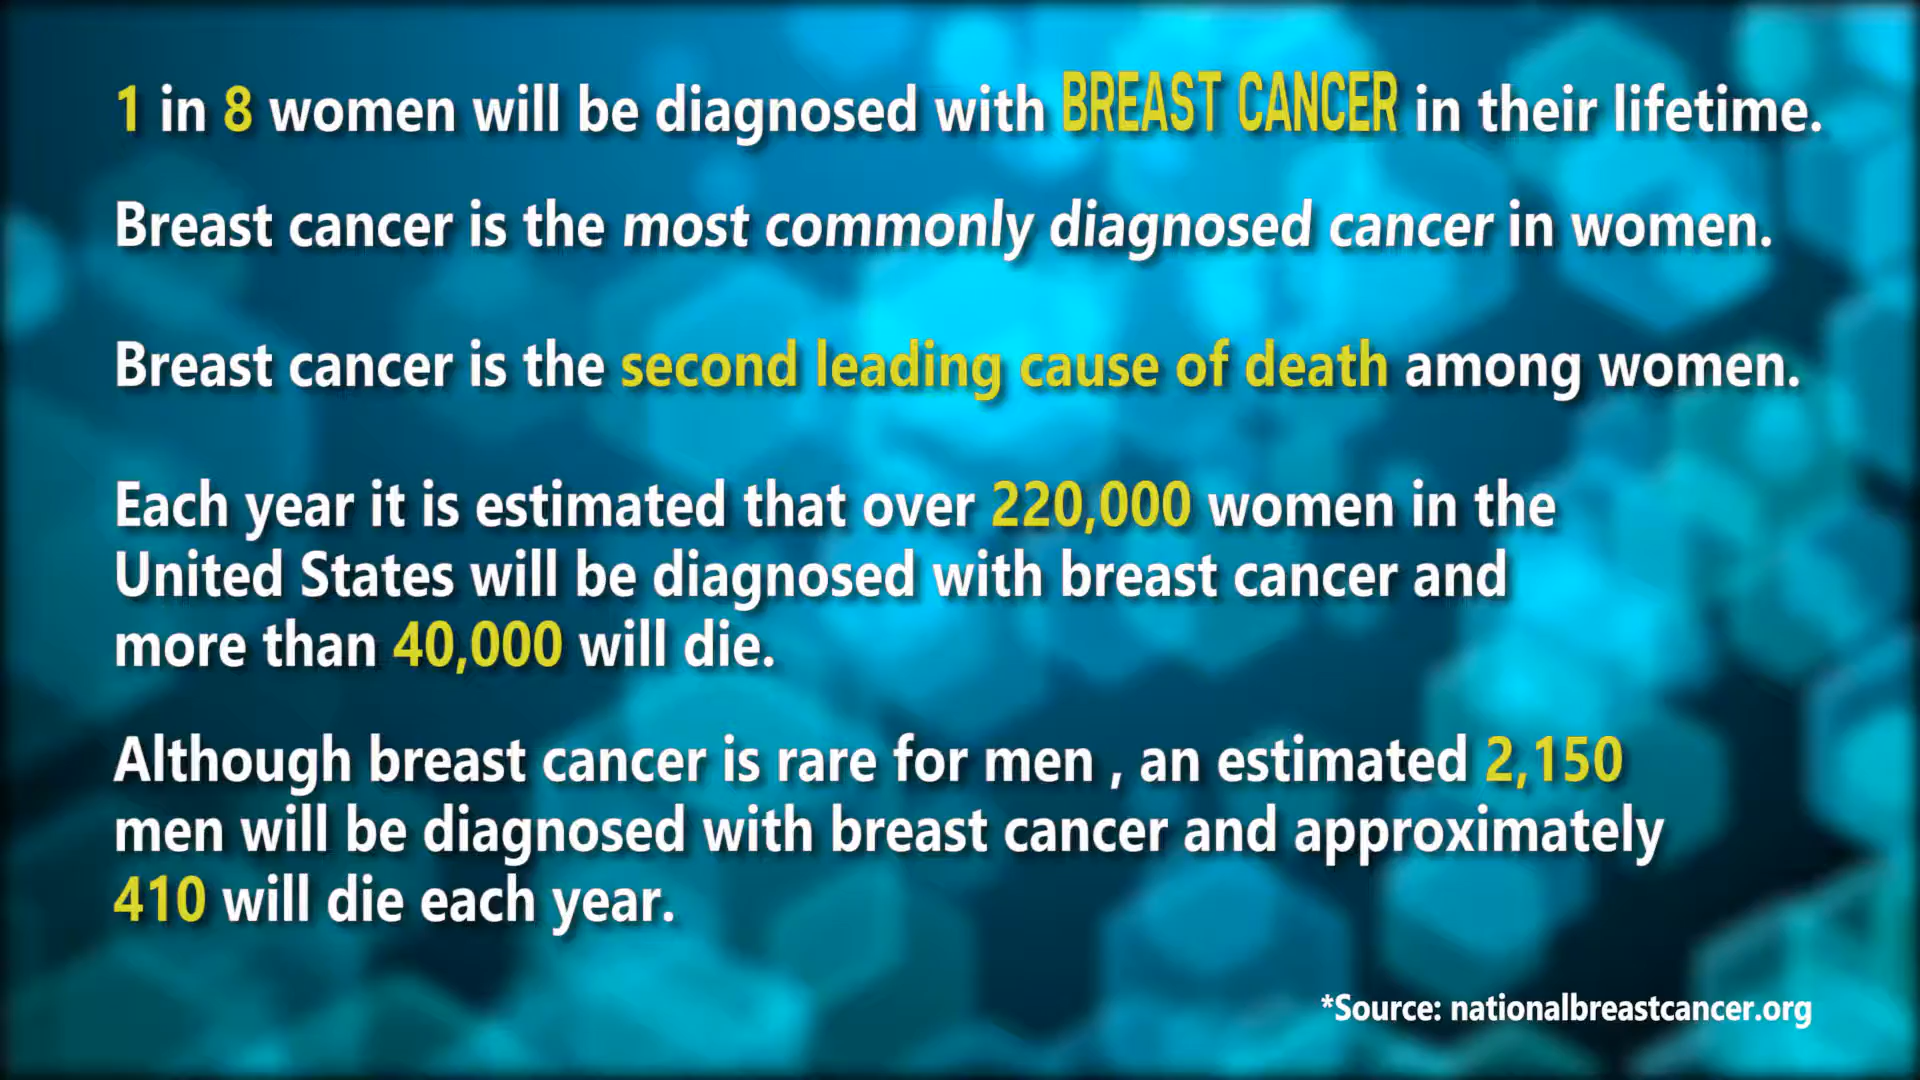 1 in 8 women will be diagnosed with BREAST CANCER in their lifetime.
Breast cancer is the most commonly diagnosed cancer in women.
Breast cancer is the second leading cause of death among women.
Each year it is estimated that over 220,000 women in the
United States will be diagnosed with breast cancer and
more than 40,000 will die.
Although breast cancer is rare for men , an estimated 2,150
men will be diagnosed with breast cancer and approximately
410 will die each year.
*Source: nationalbreastcancer.org